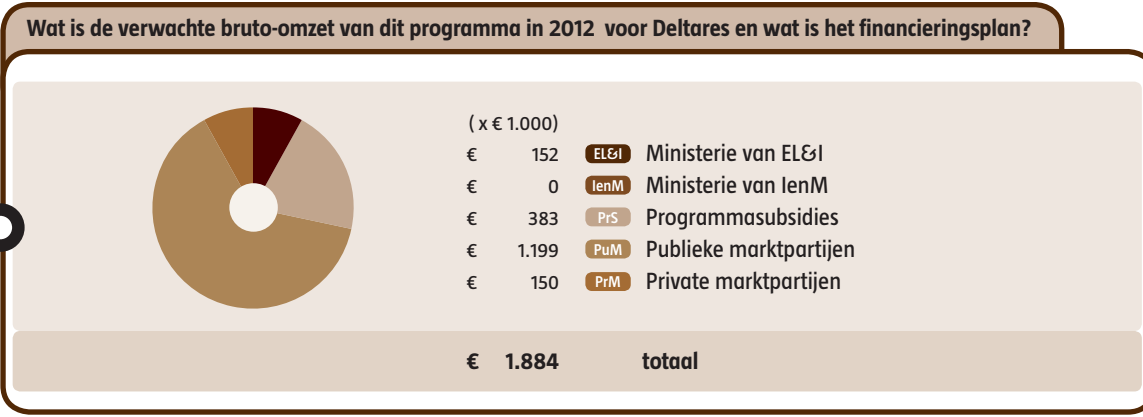 Wat is de verwachte bruto-omzet van dit programma in 2012 voor Deltares en wat is het financieringsplan?
( x € 1.000)
€ 152 EL&I Ministerie van EL&I
€ 0 IenM Ministerie van IenM
€ 383 PrS Programmasubsidies
€ 1.199 PuM Publieke marktpartijen
€ 150 PrM Private marktpartijen
€ 1.884 totaal